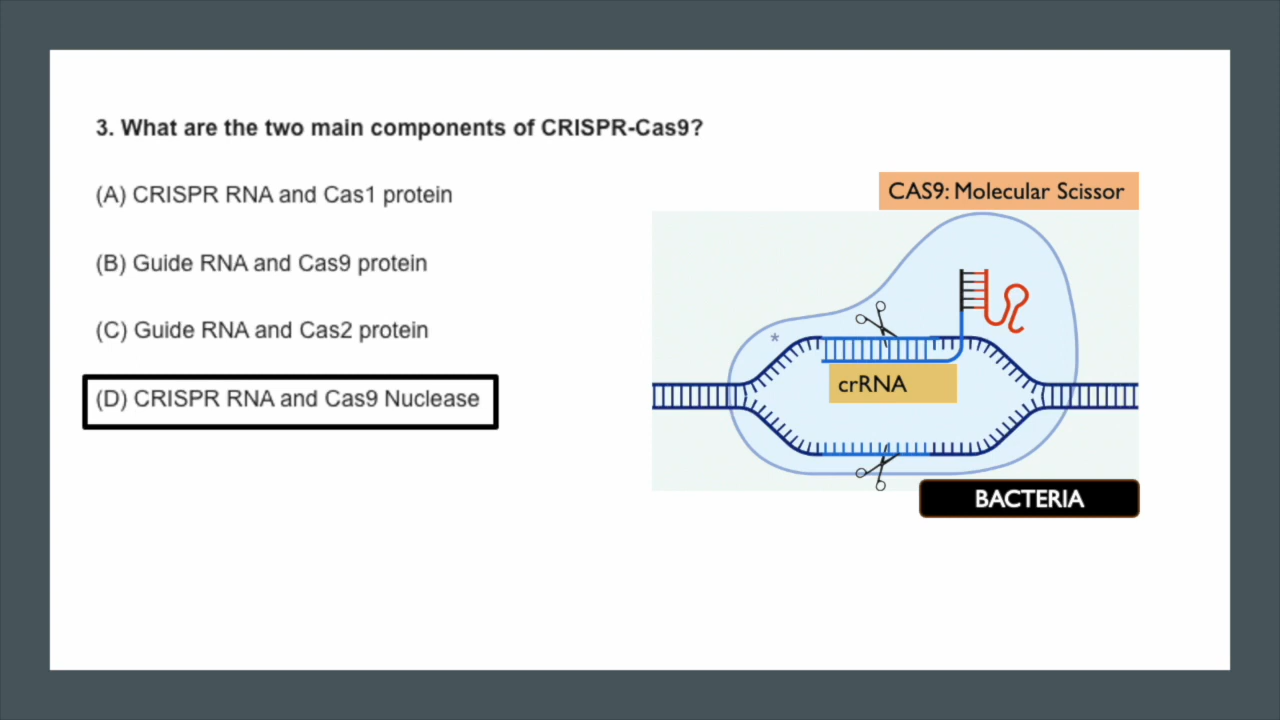 3. What are the two main components of CRISPR-Cas9?
(A) CRISPR RNA and Cas1 protein
(B) Guide RNA and Cas9 protein
(C) Guide RNA and Cas2 protein
(D) CRISPR RNA and Cas9 Nuclease
CAS9: Molecular Scissor
*
crRNA
BACTERIA